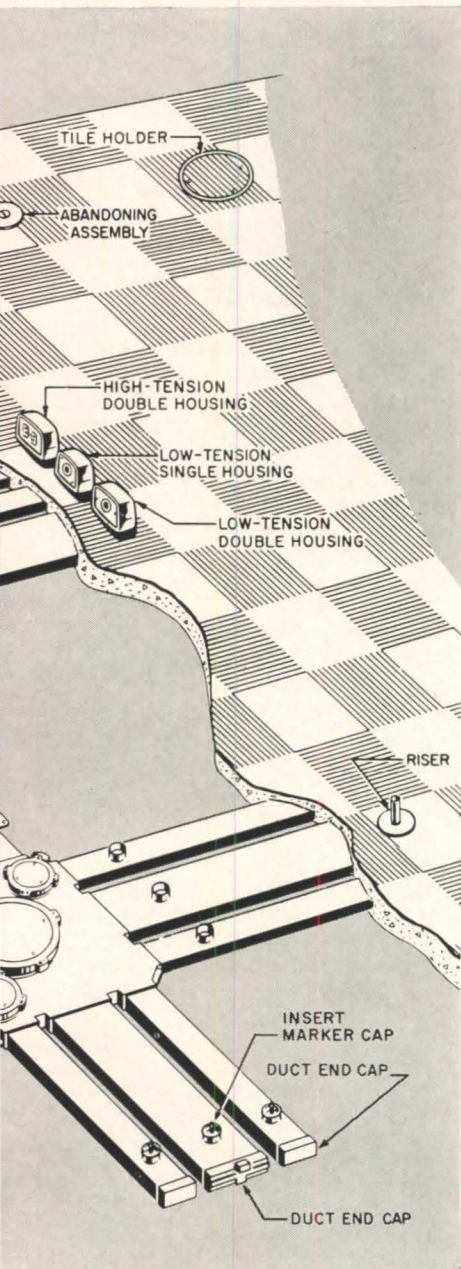 TILE HOLDER
ABANDONING
ASSEMBLY
HIGH-TENSION
DOUBLE HOUSING
LOW-TENSION
SINGLE HOUSING
LOW-TENSION
DOUBLE HOUSING
RISER
INSERT
MARKER CAP
DUCT END CAP
DUCT END CAP